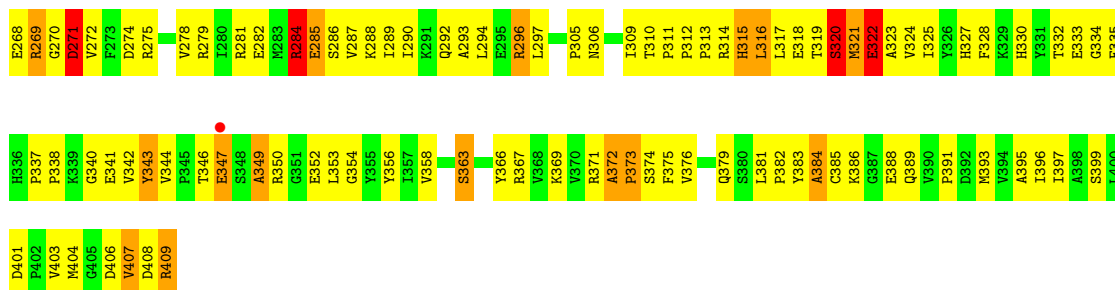 E268 R269 G270 D271 V272 F273 D274 R275 V278 R279 I280 R281 E282 M283 R284 E285 S286 V287 K288 I289 I290 K291 Q292 A293 L294 E295 R296 L297 P305 N306 I309 T310 P311 P312 P313 R314 H315 L316 L317 E318 T319 S320 M321 E322 A323 V324 I325 Y326 H327 F328 K329 H330 Y331 T332 E333 G334
H336 P337 P338 K339 G340 E341 V342 Y343 V344 P345 T346 E347 S348 A349 R350 G351 E352 L353 G354 Y355 Y356 I357 V358 S363 Y366 R367 V368 K369 V370 R371 A372 P373 S374 F375 V376 Q379 S380 L381 P382 Y383 A384 C385 K386 G387 E388 Q389 V390 P391 D392 M393 V394 A395 I396 I397 A398 S399
D401 P402 V403 M404 G405 D406 V407 D408 R409